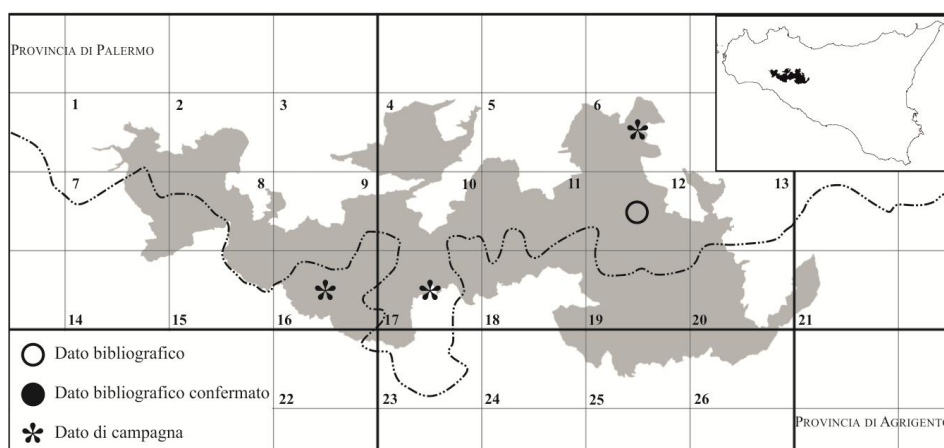 PROVINCIA DI PALERMO
1 2 3 4 5 6
7 8 9 10 11 12 13
14 15 16 17 18 19 20 21
Dato bibliografico
Dato bibliografico confermato
22 23 24 25 26
Dato di campagna
PROVINCIA DI AGRIGENTO